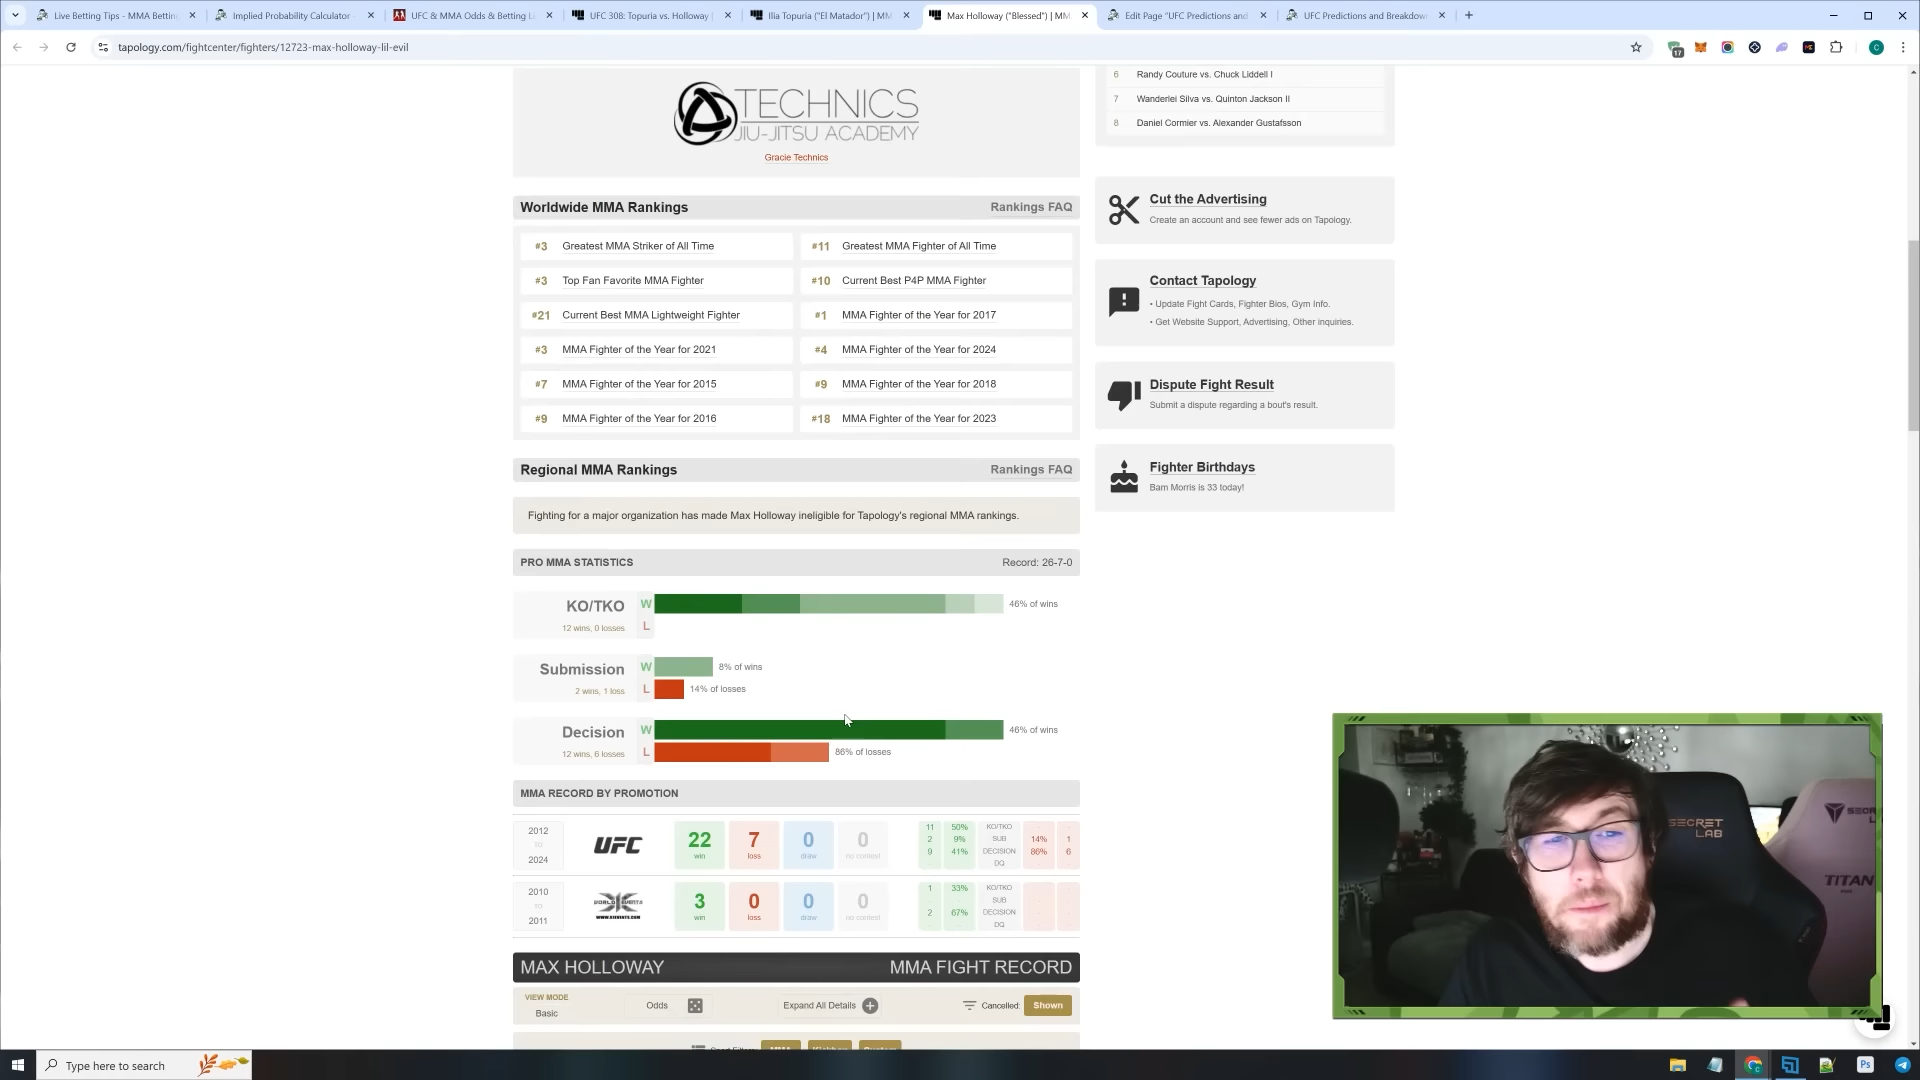 Live Betting Tips - MMA Betting
Implied Probability Calculator -
UFC & MMA Odds & Betting L
UFC 308: Topuria vs. Holloway |
Ilia Topuria ("El Matador") | MM
Max Holloway ("Blessed") | MM
Edit Page "UFC Predictions and
UFC Predictions and Breakdow
tapology.com/fightcenter/fighters/12723-max-holloway-lil-evil
17
C
TECHNICS
JIU-JITSU ACADEMY
Gracie Technics
6 Randy Couture vs. Chuck Liddell I
7 Wanderlei Silva vs. Quinton Jackson II
8 Daniel Cormier vs. Alexander Gustafsson
Worldwide MMA Rankings
Rankings FAQ
#3 Greatest MMA Striker of All Time
#11 Greatest MMA Fighter of All Time
#3 Top Fan Favorite MMA Fighter
#10 Current Best P4P MMA Fighter
#21 Current Best MMA Lightweight Fighter
#1 MMA Fighter of the Year for 2017
#3 MMA Fighter of the Year for 2021
#4 MMA Fighter of the Year for 2024
#7 MMA Fighter of the Year for 2015
#9 MMA Fighter of the Year for 2018
#9 MMA Fighter of the Year for 2016
#18 MMA Fighter of the Year for 2023
Cut the Advertising
Create an account and see fewer ads on Tapology.
Contact Tapology
• Update Fight Cards, Fighter Bios, Gym Info.
• Get Website Support, Advertising, Other inquiries.
Dispute Fight Result
Submit a dispute regarding a bout's result.
Fighter Birthdays
Bam Morris is 33 today!
Regional MMA Rankings
Rankings FAQ
Fighting for a major organization has made Max Holloway ineligible for Tapology's regional MMA rankings.
PRO MMA STATISTICS
Record: 26-7-0
KO/TKO
12 wins, 0 losses
W 46% of wins
L
Submission
2 wins, 1 loss
W 8% of wins
L 14% of losses
Decision
12 wins, 6 losses
W 46% of wins
L 86% of losses
MMA RECORD BY PROMOTION
2012
to
2024
UFC
22
win
7
loss
0
draw
0
no contest
11 50% KO/TKO
2 9% SUB 14% 1
9 41% DECISION 86% 6
DQ
2010
to
2011
WORLD EVENTS
WWW.X1EVENTS.COM
3
win
0
loss
0
draw
0
no contest
1 33% KO/TKO
SUB
2 67% DECISION
DQ
MAX HOLLOWAY
MMA FIGHT RECORD
VIEW MODE
Basic
Odds
Expand All Details
Cancelled:
Shown
SECRET
LAB
TITAN
Type here to search